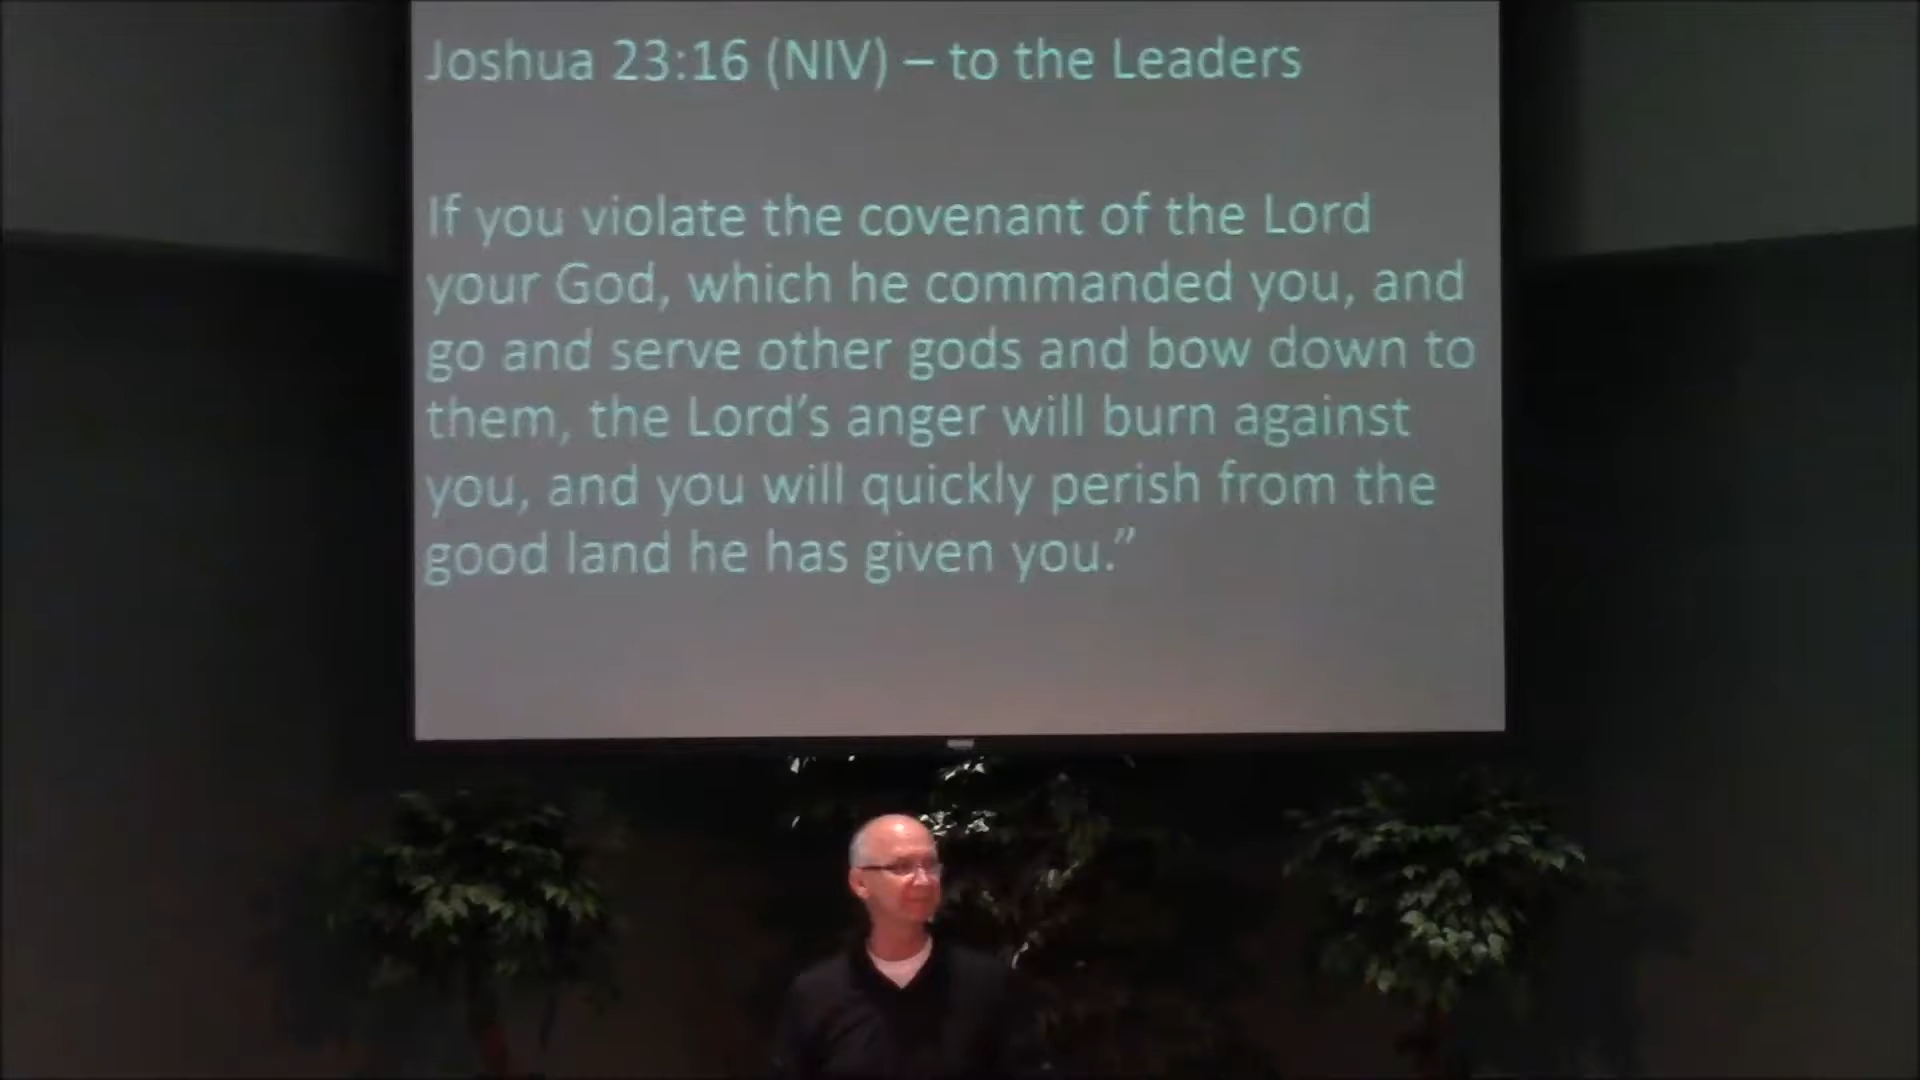 Joshua 23:16 (NIV) – to the Leaders
If you violate the covenant of the Lord
your God, which he commanded you, and
go and serve other gods and bow down to
them, the Lord’s anger will burn against
you, and you will quickly perish from the
good land he has given you.”